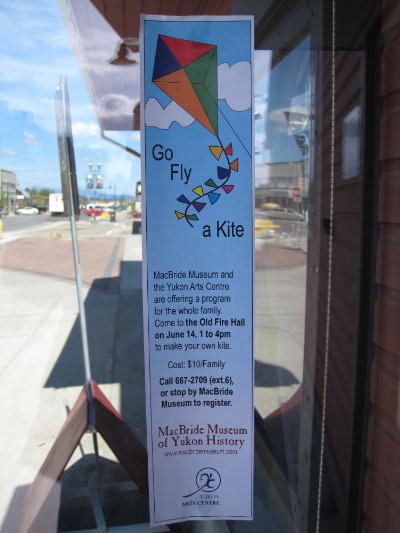 Go
Fly
a Kite
MacBride Museum and
the Yukon Arts Centre
are offering a program
for the whole family.
Come to the Old Fire Hall
on June 14, 1 to 4pm
to make your own kite.
Cost: $10/Family
Call 667-2709 (ext.6),
or stop by MacBride
Museum to register.
MacBride Museum
of Yukon History
www.macbridemuseum.com
YUKON
ARTS CENTRE